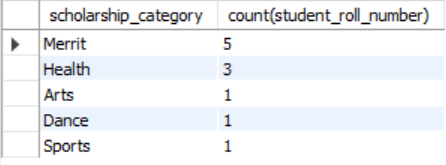 scholarship_category count(student_roll_number)
Merrit 5
Health 3
Arts 1
Dance 1
Sports 1